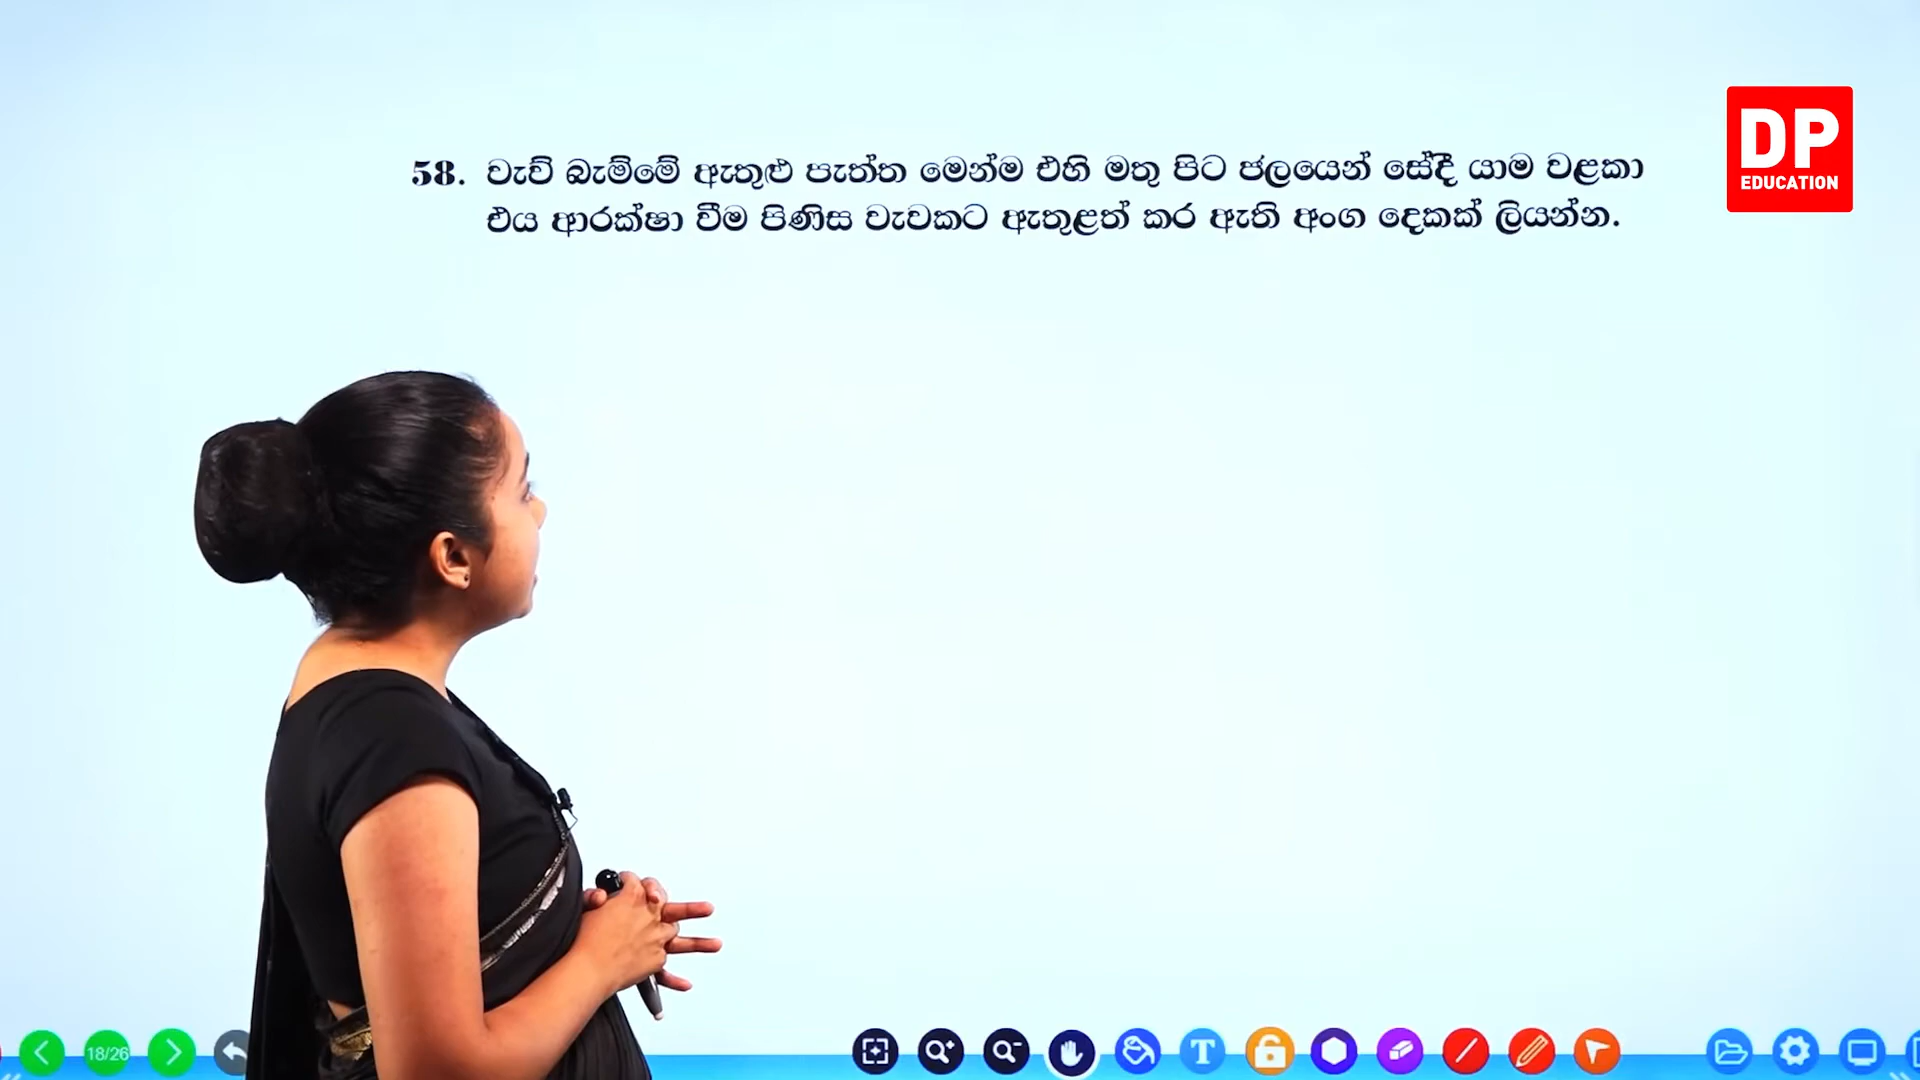 DP
EDUCATION
58. වැව් බැම්මේ ඇතුළු පැත්ත මෙන්ම එහි මතු පිට ජලයෙන් සේදී යාම වළකා
එය ආරක්ෂා වීම පිණිස වැවකට ඇතුළත් කර ඇති අංග දෙකක් ලියන්න.
18/26
T